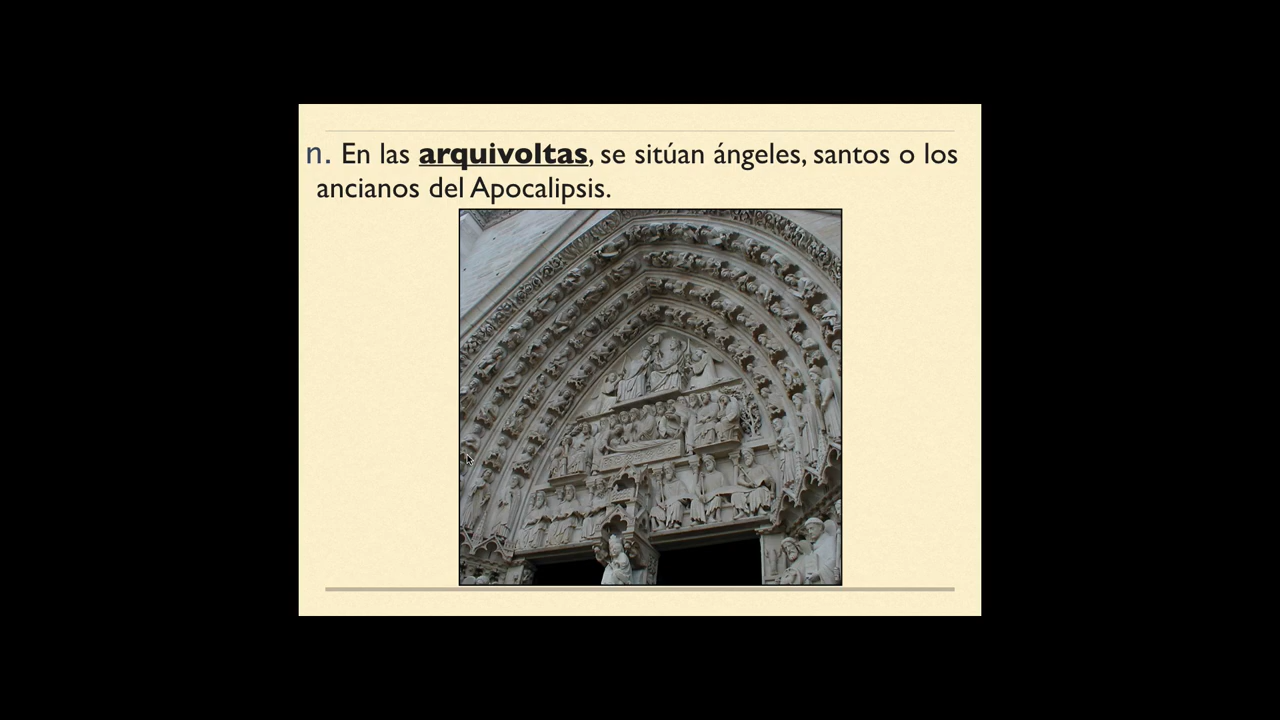 n. En las arquivoltas, se sitúan ángeles, santos o los
ancianos del Apocalipsis.